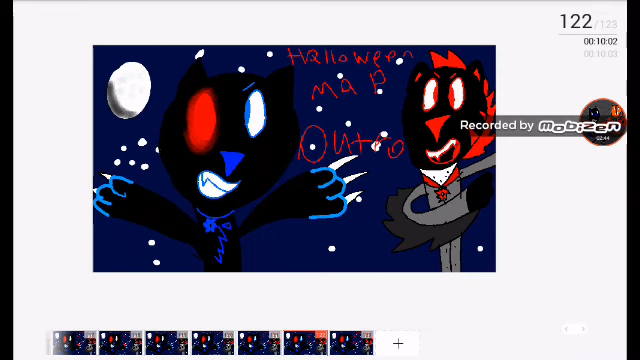 122/123
00:10:02
00:10:03
Halloween
MAP
Outro
Recorded by mobizen
02:44